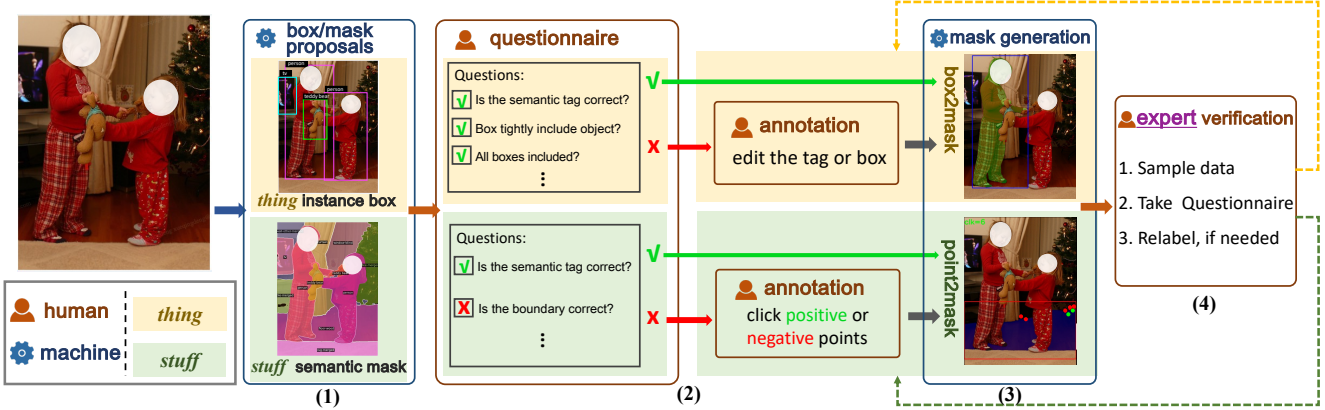 human
machine
thing
stuff
box/mask
proposals
person
tv
teddy bear
person
thing instance box
stuff semantic mask
(1)
questionnaire
Questions:
√ Is the semantic tag correct?
√ Box tightly include object?
√ All boxes included?
⋮
Questions:
√ Is the semantic tag correct?
X Is the boundary correct?
⋮
√
X
√
X
(2)
annotation
edit the tag or box
annotation
click positive or
negative points
mask generation
box2mask
point2mask
(3)
expert verification
1. Sample data
2. Take Questionnaire
3. Relabel, if needed
(4)